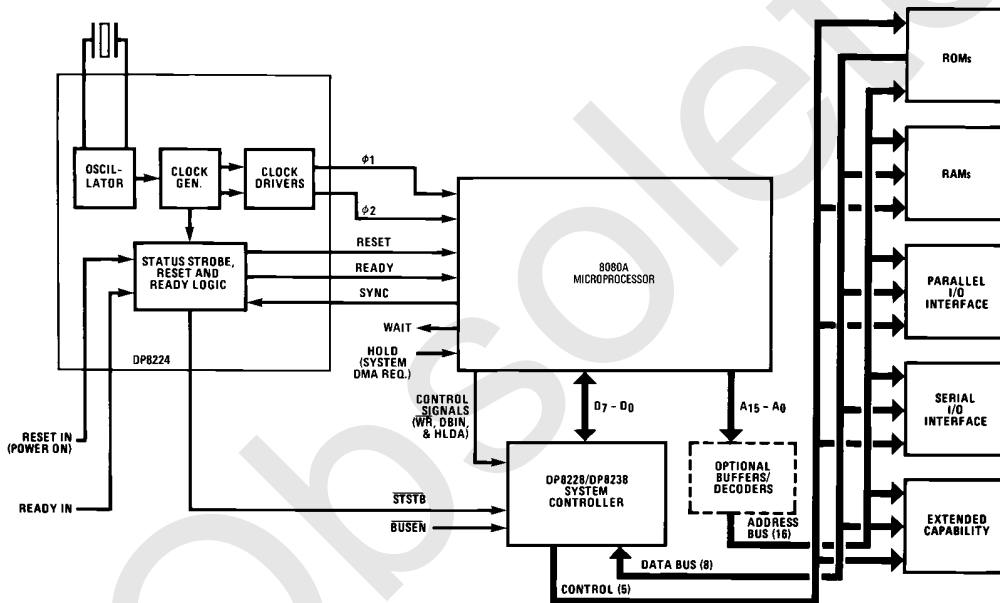 OSCIL-
LATOR
CLOCK
GEN.
CLOCK
DRIVERS
ϕ1
ϕ2
STATUS STROBE,
RESET AND
READY LOGIC
RESET
READY
SYNC
WAIT
HOLD
(SYSTEM
DMA REQ.)
DP8224
8080A
MICROPROCESSOR
CONTROL
SIGNALS
(W̅R̅, DBIN,
& HLDA)
D7 – D0
A15 – A0
RESET IN
(POWER ON)
READY IN
S̅T̅S̅T̅B̅
B̅U̅S̅E̅N̅
DP8228/DP8238
SYSTEM
CONTROLLER
OPTIONAL
BUFFERS/
DECODERS
ADDRESS
BUS (16)
DATA BUS (8)
CONTROL (5)
ROMs
RAMs
PARALLEL
I/O
INTERFACE
SERIAL
I/O
INTERFACE
EXTENDED
CAPABILITY
Obsolete